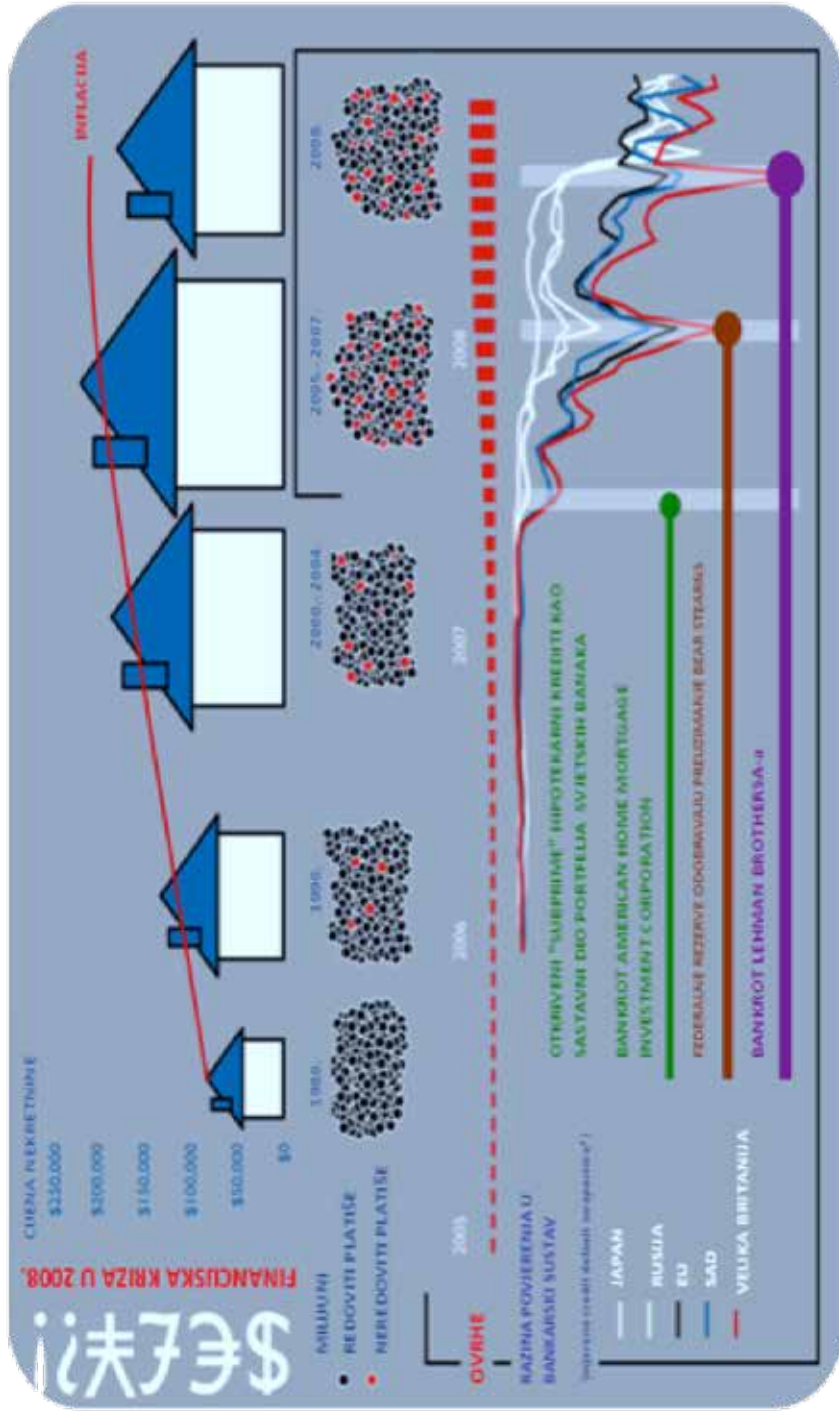 $€£¥?!
FINANCIJSKA KRIZA U 2008.
CIJENA NEKRETNINE
$250,000
$200,000
$150,000
$100,000
$50,000
$0
INFLACIJA
MILIJUNI
REDOVITI PLATIŠE
NEREDOVITI PLATIŠE
1980.
1990.
2000.- 2004.
2005.- 2007.
2008.
OVRHE
2005
2006
2007
2008
RAZINA POVJERENJA U
BANKARSKI SUSTAV
JAPAN
RUSIJA
EU
SAD
VELIKA BRITANIJA
OTKRIVENI "SUBPRIME" HIPOTEKARNI KREDITI KAO
SASTAVNI DIO PORTFELJA SVJETSKIH BANAKA
BANKROT AMERICAN HOME MORTGAGE
INVESTMENT CORPORATION
FEDERALNE REZERVE ODOBRAVAJU PREUZIMANJE BEAR STEARNS
BANKROT LEHMAN BROTHERSA-a